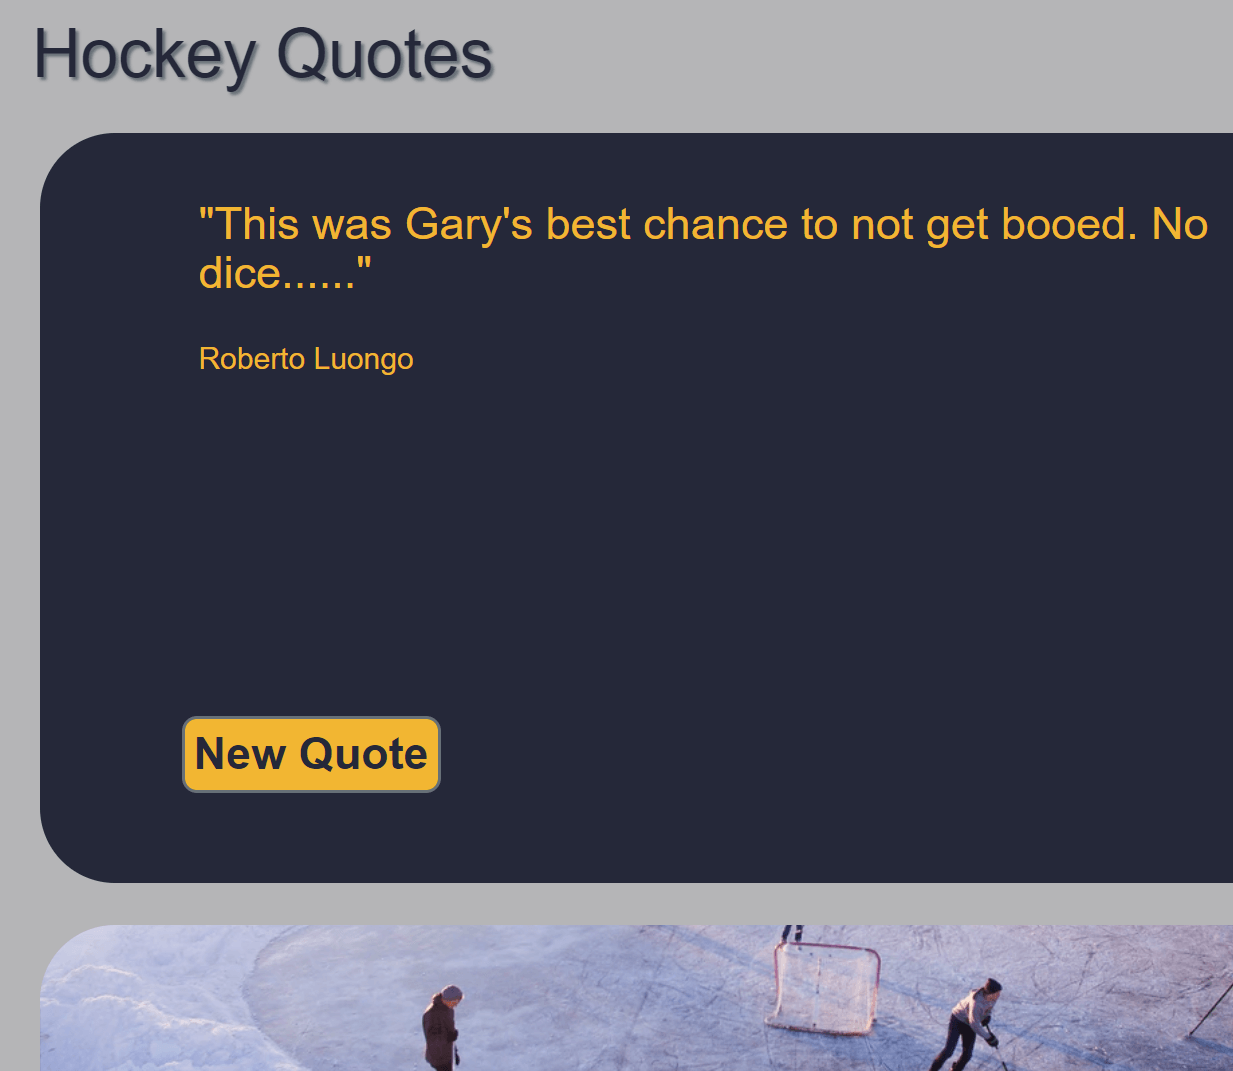 Hockey Quotes
"This was Gary's best chance to not get booed. No
dice......"
Roberto Luongo
New Quote